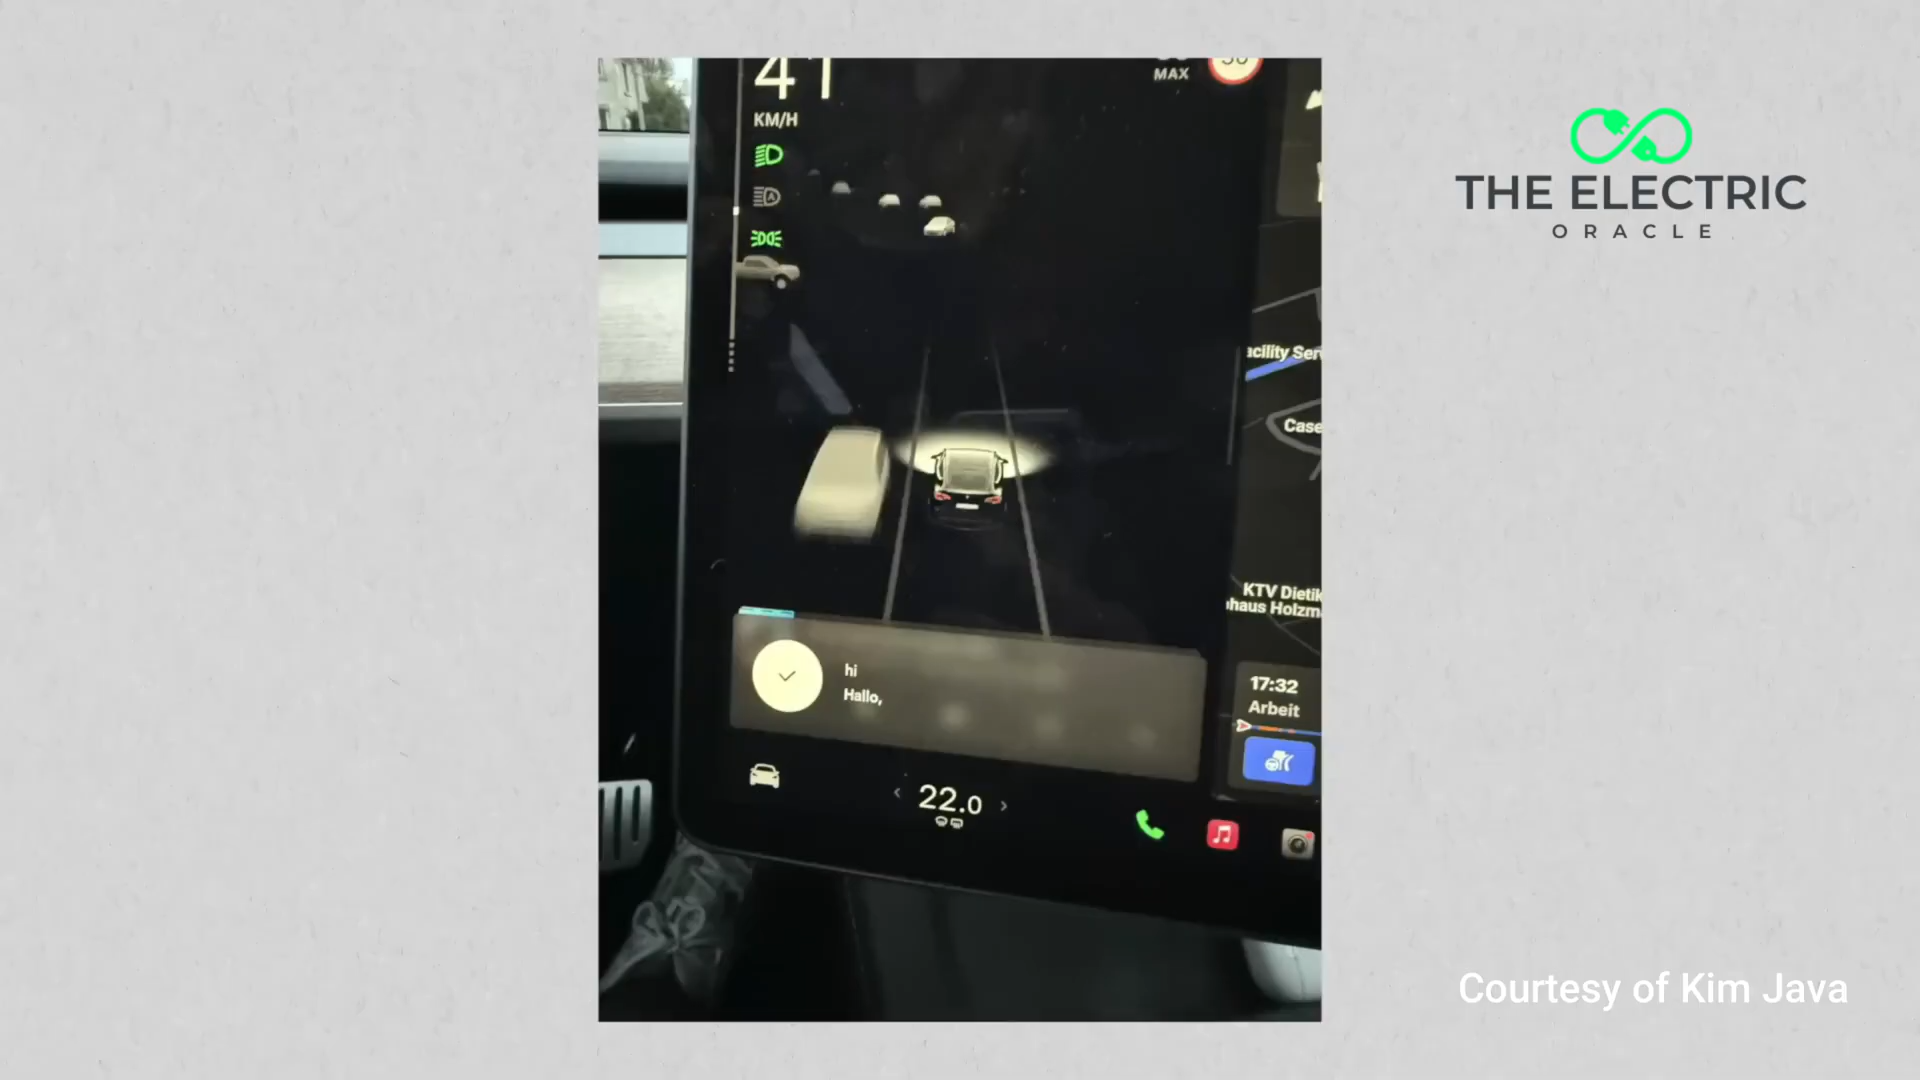 41
KM/H
MAX
50
A
acility Ser
Case
KTV Dietik
haus Holzm
hi
Hallo,
17:32
Arbeit
22.0
THE ELECTRIC
ORACLE
Courtesy of Kim Java